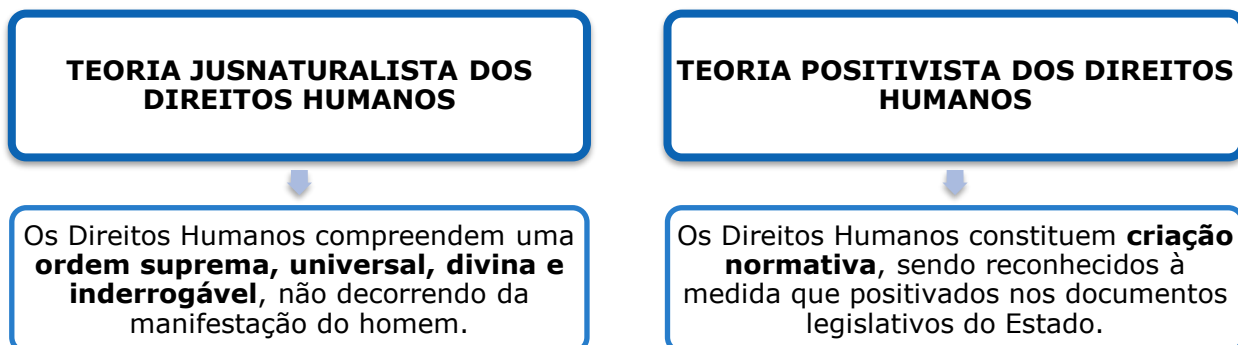 TEORIA JUSNATURALISTA DOS
DIREITOS HUMANOS
Os Direitos Humanos compreendem uma
ordem suprema, universal, divina e
inderrogável, não decorrendo da
manifestação do homem.
TEORIA POSITIVISTA DOS DIREITOS
HUMANOS
Os Direitos Humanos constituem criação
normativa, sendo reconhecidos à
medida que positivados nos documentos
legislativos do Estado.